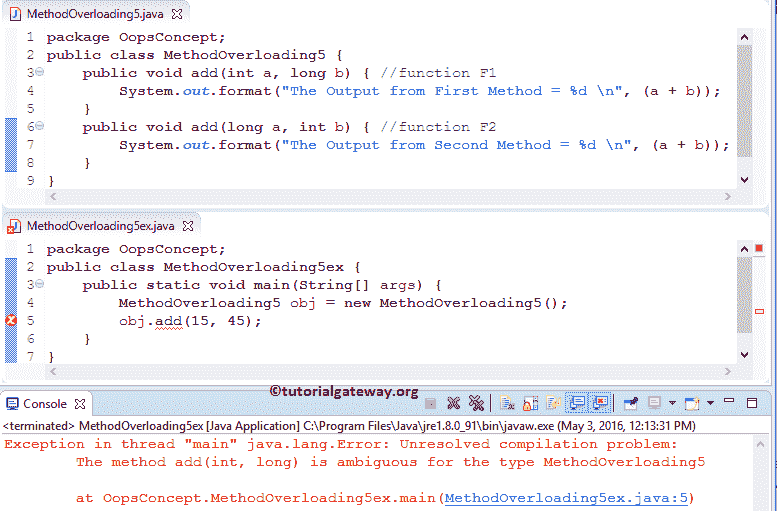 MethodOverloading5.java
1 package OopsConcept;
2 public class MethodOverloading5 {
3 public void add(int a, long b) { //function F1
4 System.out.format("The Output from First Method = %d \n", (a + b));
5 }
6 public void add(long a, int b) { //function F2
7 System.out.format("The Output from Second Method = %d \n", (a + b));
8 }
9 }
MethodOverloading5ex.java
1 package OopsConcept;
2 public class MethodOverloading5ex {
3 public static void main(String[] args) {
4 MethodOverloading5 obj = new MethodOverloading5();
5 obj.add(15, 45);
6 }
7 }
©tutorialgateway.org
Console
<terminated> MethodOverloading5ex [Java Application] C:\Program Files\Java\jre1.8.0_91\bin\javaw.exe (May 3, 2016, 12:13:31 PM)
Exception in thread "main" java.lang.Error: Unresolved compilation problem:
The method add(int, long) is ambiguous for the type MethodOverloading5
at OopsConcept.MethodOverloading5ex.main(MethodOverloading5ex.java:5)